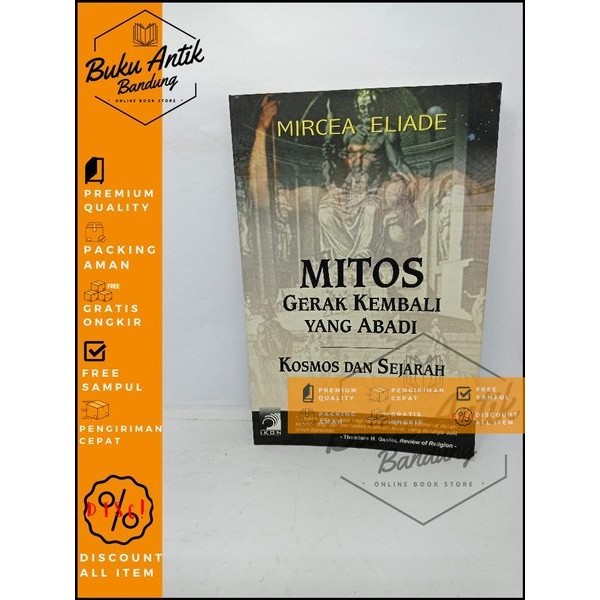 Buku Antik
Bandung
• ONLINE BOOK STORE •
PREMIUM
QUALITY
PACKING
AMAN
FREE
GRATIS
ONGKIR
FREE
SAMPUL
PENGIRIMAN
CEPAT
DISC!
%
DISCOUNT
ALL ITEM
MIRCEA ELIADE
MITOS
GERAK KEMBALI
YANG ABADI
KOSMOS DAN SEJARAH
PREMIUM
QUALITY
PENGIRIMAN
CEPAT
FREE
SAMPUL
PACKING
AMAN
GRATIS
ONGKIR
%
DISCOUNT
ALL ITEM
IKON
- Theodore H. Gaster, Review of Religion -
Bandung
• ONLINE BOOK STORE •